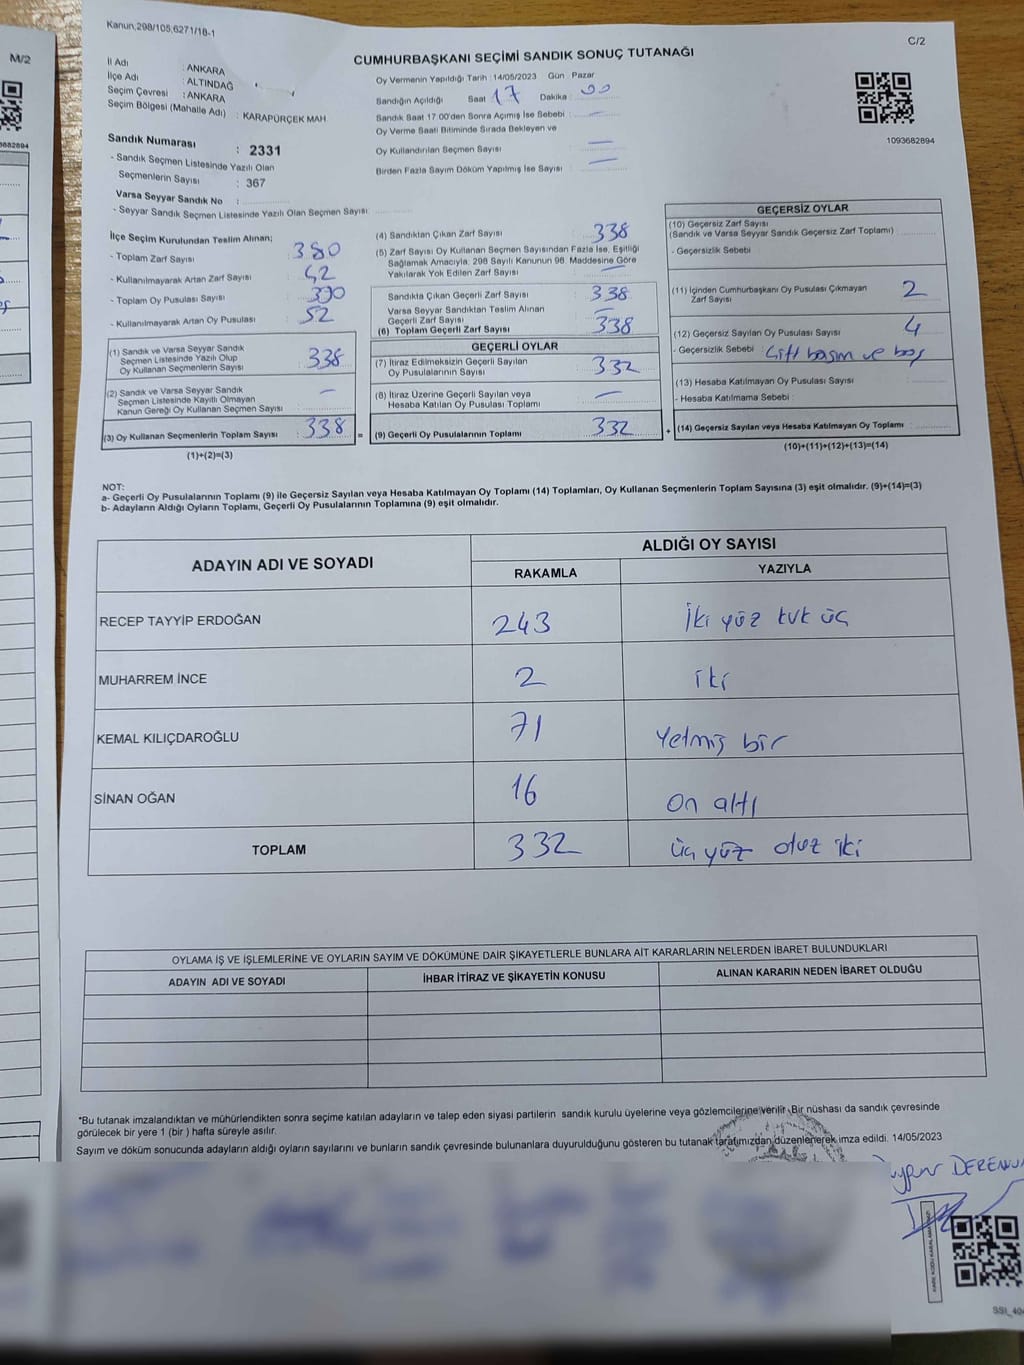 Kanun,298/105,6271/18-1
C/2
M/2
CUMHURBAŞKANI SEÇİMİ SANDIK SONUÇ TUTANAĞI
İl Adı : ANKARA
İlçe Adı : ALTINDAĞ
Seçim Çevresi : ANKARA
Seçim Bölgesi (Mahalle Adı) : KARAPÜRÇEK MAH
Oy Vermenin Yapıldığı Tarih : 14/05/2023 Gün : Pazar
Sandığın Açıldığı Saat 17 Dakika : 00
Sandık Saat 17.00'den Sonra Açımış İse Sebebi : —
Oy Verme Saati Bitiminde Sırada Bekleyen ve
Oy Kullandırılan Seçmen Sayısı —
Birden Fazla Sayım Döküm Yapılmış İse Sayısı : —
1093682894
Sandık Numarası : 2331
- Sandık Seçmen Listesinde Yazılı Olan
Seçmenlerin Sayısı : 367
Varsa Seyyar Sandık No :
- Seyyar Sandık Seçmen Listesinde Yazılı Olan Seçmen Sayısı:
İlçe Seçim Kurulundan Teslim Alınan;
- Toplam Zarf Sayısı : 380
- Kullanılmayarak Artan Zarf Sayısı : 42
- Toplam Oy Pusulası Sayısı : 390
- Kullanılmayarak Artan Oy Pusulası : 52
(1) Sandık ve Varsa Seyyar Sandık
Seçmen Listesinde Yazılı Olup
Oy Kullanan Seçmenlerin Sayısı : 338
(2) Sandık ve Varsa Seyyar Sandık
Seçmen Listesinde Kayıtlı Olmayan
Kanun Gereği Oy Kullanan Seçmen Sayısı : —
(3) Oy Kullanan Seçmenlerin Toplam Sayısı : 338 =
(1)+(2)=(3)
(4) Sandıktan Çıkan Zarf Sayısı : 338
(5) Zarf Sayısı Oy Kullanan Seçmen Sayısından Fazla İse, Eşitliği
Sağlamak Amacıyla, 298 Sayılı Kanunun 98. Maddesine Göre
Yakılarak Yok Edilen Zarf Sayısı : —
Sandıkta Çıkan Geçerli Zarf Sayısı : 338
Varsa Seyyar Sandıktan Teslim Alınan
Geçerli Zarf Sayısı : —
(6) Toplam Geçerli Zarf Sayısı : 338
GEÇERLİ OYLAR
(7) İtiraz Edilmeksizin Geçerli Sayılan
Oy Pusulalarının Sayısı : 332
(8) İtiraz Üzerine Geçerli Sayılan veya
Hesaba Katılan Oy Pusulası Toplamı : —
(9) Geçerli Oy Pusulalarının Toplamı : 332 +
GEÇERSİZ OYLAR
(10) Geçersiz Zarf Sayısı
(Sandık ve Varsa Seyyar Sandık Geçersiz Zarf Toplamı) :
- Geçersizlik Sebebi :
(11) İçinden Cumhurbaşkanı Oy Pusulası Çıkmayan
Zarf Sayısı : 2
(12) Geçersiz Sayılan Oy Pusulası Sayısı : 4
- Geçersizlik Sebebi : Çift basım ve boş
(13) Hesaba Katılmayan Oy Pusulası Sayısı :
- Hesaba Katılmama Sebebi :
(14) Geçersiz Sayılan veya Hesaba Katılmayan Oy Toplamı :
(10)+(11)+(12)+(13)=(14)
NOT:
a- Geçerli Oy Pusulalarının Toplamı (9) ile Geçersiz Sayılan veya Hesaba Katılmayan Oy Toplamı (14) Toplamları, Oy Kullanan Seçmenlerin Toplam Sayısına (3) eşit olmalıdır. (9)+(14)=(3)
b- Adayların Aldığı Oyların Toplamı, Geçerli Oy Pusulalarının Toplamına (9) eşit olmalıdır.
ADAYIN ADI VE SOYADI
ALDIĞI OY SAYISI
RAKAMLA YAZIYLA
RECEP TAYYİP ERDOĞAN 243 İki yüz kırk üç
MUHARREM İNCE 2 iki
KEMAL KILIÇDAROĞLU 71 Yetmiş bir
SİNAN OĞAN 16 On altı
TOPLAM 332 üç yüz otuz iki
OYLAMA İŞ VE İŞLEMLERİNE VE OYLARIN SAYIM VE DÖKÜMÜNE DAİR ŞİKAYETLERLE BUNLARA AİT KARARLARIN NELERDEN İBARET BULUNDUKLARI
ADAYIN ADI VE SOYADI İHBAR İTİRAZ VE ŞİKAYETİN KONUSU ALINAN KARARIN NEDEN İBARET OLDUĞU
*Bu tutanak imzalandıktan ve mühürlendikten sonra seçime katılan adayların ve talep eden siyasi partilerin sandık kurulu üyelerine veya gözlemcilerine verilir. Bir nüshası da sandık çevresinde
görülecek bir yere 1 (bir ) hafta süreyle asılır.
Sayım ve döküm sonucunda adayların aldığı oyların sayılarını ve bunların sandık çevresinde bulunanlara duyurulduğunu gösteren bu tutanak tarafımızdan düzenlenerek imza edildi. 14/05/2023